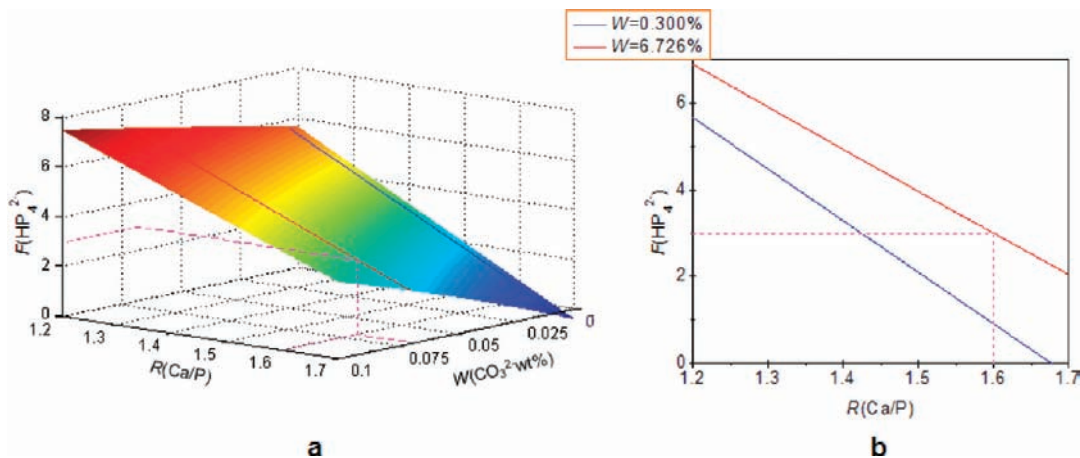 W=0.300%
W=6.726%
8
6
4
2
0
F(HP₄²⁻)
1.2
1.3
1.4
1.5
1.6
1.7
R(Ca/P)
0.1
0.075
0.05
0.025
0
W(CO₃²⁻wt%)
a
6
4
2
0
F(HP₄²⁻)
1.2
1.3
1.4
1.5
1.6
1.7
R(Ca/P)
b